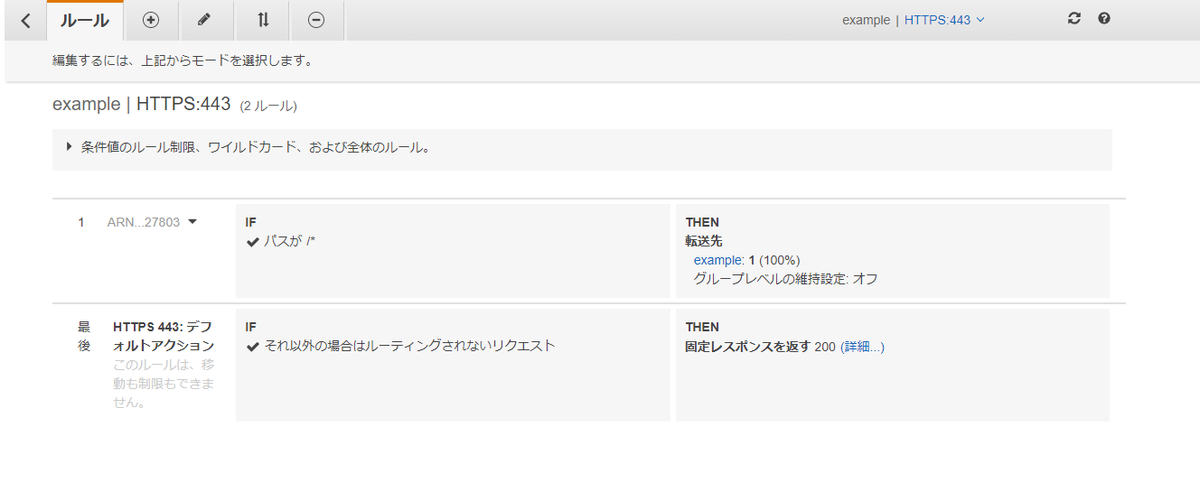 ルール
example | HTTPS:443
編集するには、上記からモードを選択します。
example | HTTPS:443 (2 ルール)
条件値のルール制限、ワイルドカード、および全体のルール。
1 ARN...27803
IF
パスが /*
THEN
転送先
example: 1 (100%)
グループレベルの維持設定: オフ
最
後
HTTPS 443: デフ
ォルトアクション
このルールは、移
動も制限もできま
せん。
IF
それ以外の場合はルーティングされないリクエスト
THEN
固定レスポンスを返す 200 (詳細...)